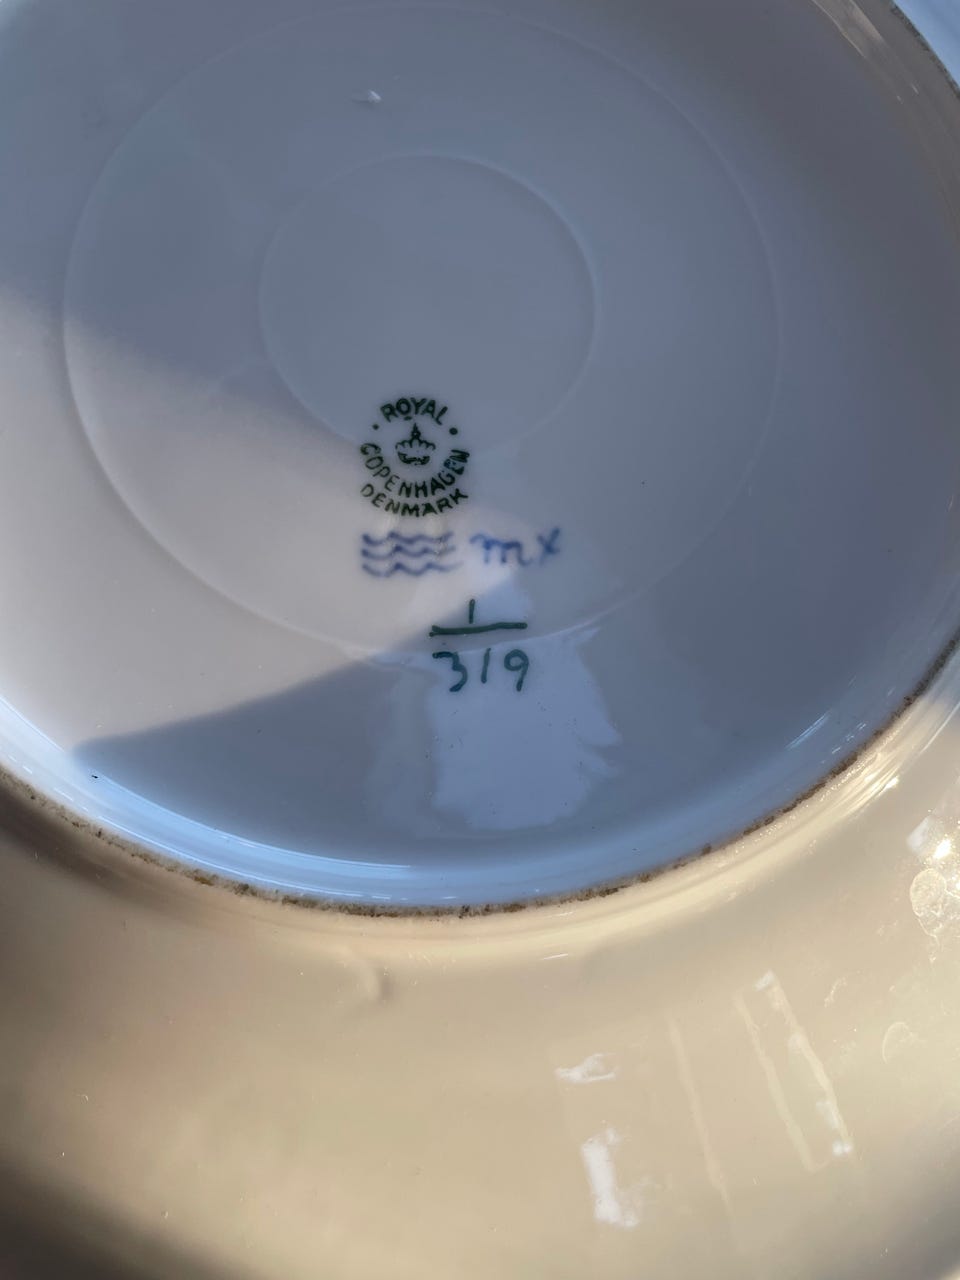 ROYAL
COPENHAGEN
DENMARK
mx
1
319